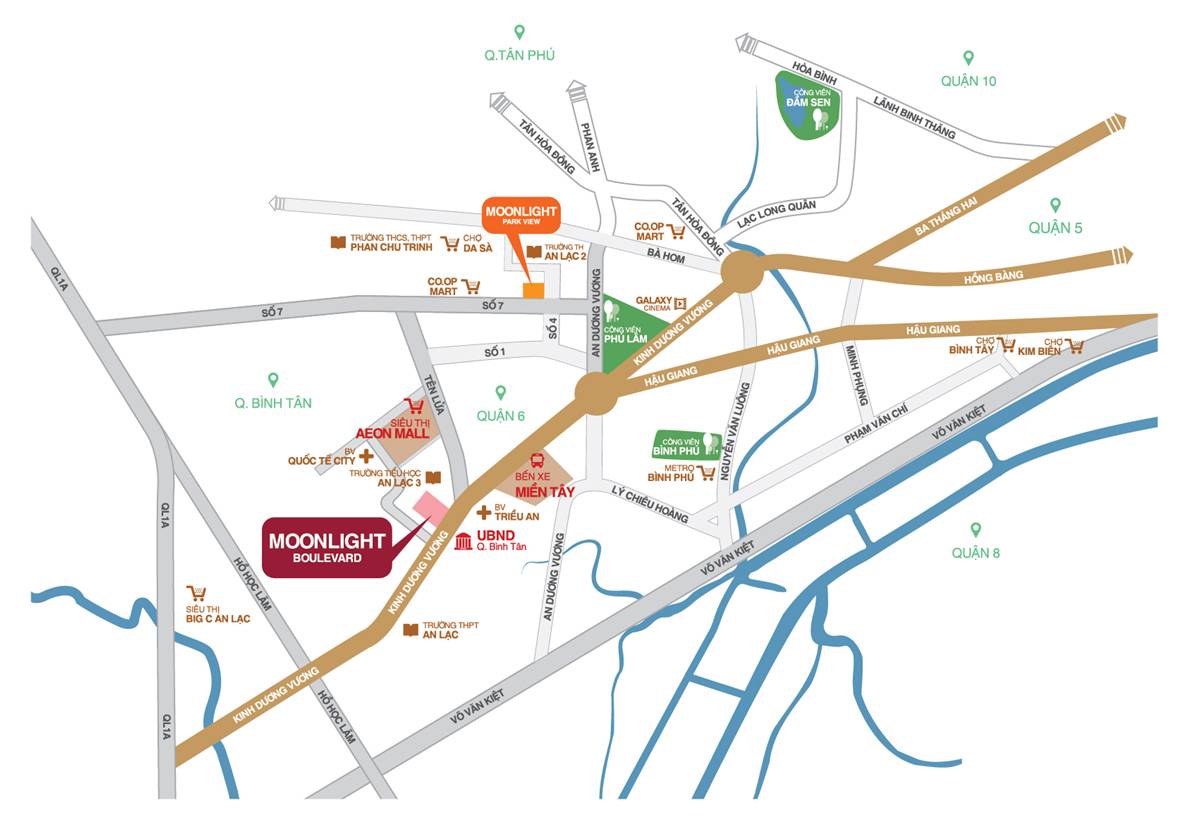 Q.TÂN PHÚ
QUẬN 10
HÒA BÌNH
CÔNG VIÊN
ĐẦM SEN
LÃNH BINH THĂNG
TÂN HÒA ĐÔNG
PHAN ANH
TÂN HÒA ĐÔNG
LẠC LONG QUÂN
BA THÁNG HAI
QUẬN 5
MOONLIGHT
PARK VIEW
TRƯỜNG THCS, THPT
PHAN CHU TRINH
CHỢ
DA SÀ
TRƯỜNG TH
AN LẠC 2
CO.OP
MART
BÀ HOM
HỒNG BÀNG
QL1A
CO.OP
MART
SỐ 7
SỐ 7
SỐ 4
AN DƯƠNG VƯƠNG
GALAXY
CINEMA
CÔNG VIÊN
PHÚ LÂM
KINH DƯƠNG VƯƠNG
SỐ 1
HẬU GIANG
HẬU GIANG
HẬU GIANG
MINH PHỤNG
CHỢ
BÌNH TÂY
CHỢ
KIM BIÊN
Q. BÌNH TÂN
TÊN LỬA
QUẬN 6
SIÊU THỊ
AEON MALL
NGUYỄN VĂN LUÔNG
PHẠM VĂN CHÍ
VÕ VĂN KIỆT
BV
QUỐC TẾ CITY
TRƯỜNG TIỂU HỌC
AN LẠC 3
BẾN XE
MIỀN TÂY
CÔNG VIÊN
BÌNH PHÚ
METRO
BÌNH PHÚ
LÝ CHIÊU HOÀNG
BV
TRIỀU AN
QL1A
MOONLIGHT
BOULEVARD
UBND
Q. Bình Tân
KINH DƯƠNG VƯƠNG
AN DƯƠNG VƯƠNG
VÕ VĂN KIỆT
QUẬN 8
HỒ HỌC LÃM
SIÊU THỊ
BIG C AN LẠC
TRƯỜNG THPT
AN LẠC
KINH DƯƠNG VƯƠNG
HỒ HỌC LÃM
VÕ VĂN KIỆT
QL1A